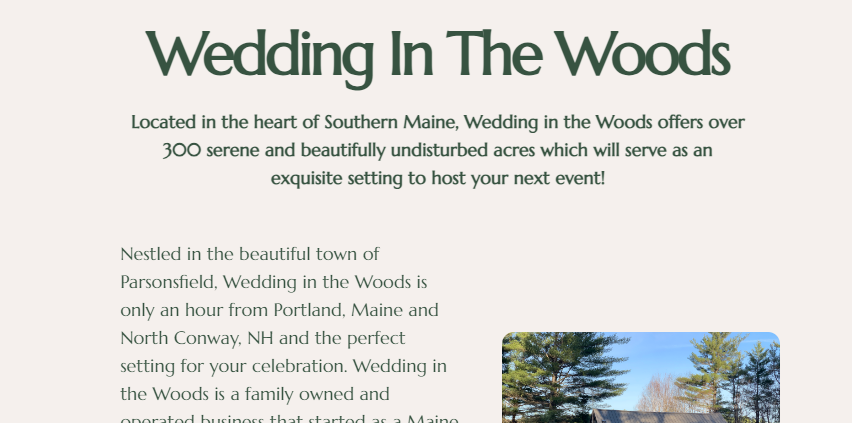 Wedding In The Woods
Located in the heart of Southern Maine, Wedding in the Woods offers over
300 serene and beautifully undisturbed acres which will serve as an
exquisite setting to host your next event!
Nestled in the beautiful town of
Parsonsfield, Wedding in the Woods is
only an hour from Portland, Maine and
North Conway, NH and the perfect
setting for your celebration. Wedding in
the Woods is a family owned and
operated business that started as a Maine